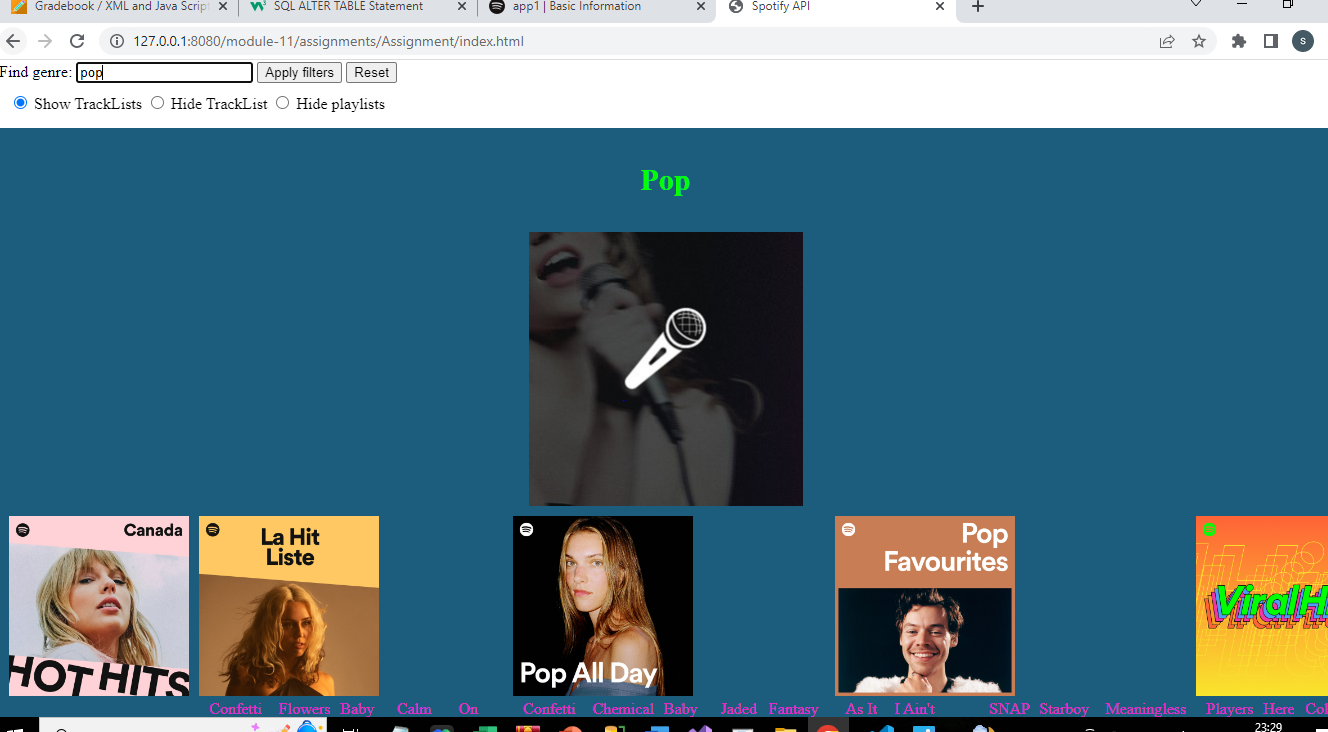 Gradebook / XML and Java Script
SQL ALTER TABLE Statement
app1 | Basic Information
Spotify API
127.0.0.1:8080/module-11/assignments/Assignment/index.html
S
Find genre: pop Apply filters Reset
Show TrackLists Hide TrackList Hide playlists
Pop
Canada
HOT HITS
La Hit
Liste
Pop All Day
Pop
Favourites
Viral H
Confetti Flowers Baby Calm On Confetti Chemical Baby Jaded Fantasy As It I Ain't SNAP Starboy Meaningless Players Here Col
23:29